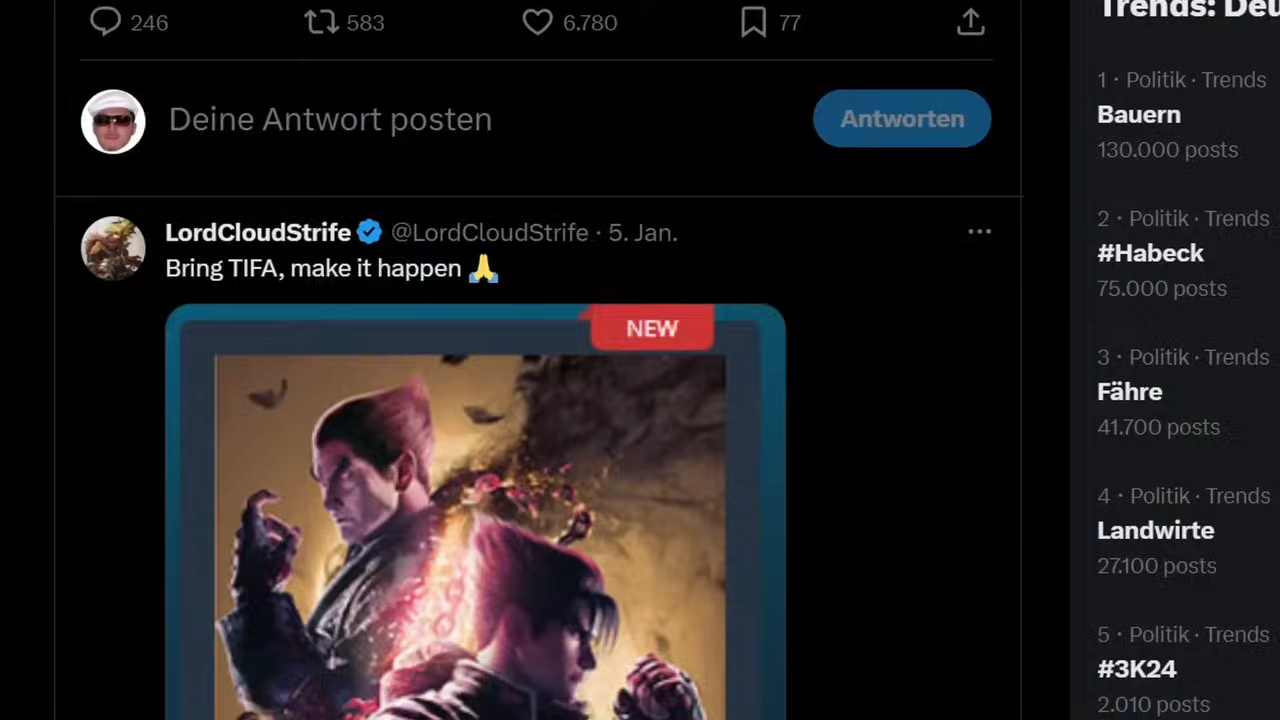 246 583 6.780 77
Deine Antwort posten
Antworten
LordCloudStrife @LordCloudStrife · 5. Jan.
Bring TIFA, make it happen 🙏
NEW
Trends:
1 · Politik · Trends
Bauern
130.000 posts
2 · Politik · Trends
#Habeck
75.000 posts
3 · Politik · Trends
Fähre
41.700 posts
4 · Politik · Trends
Landwirte
27.100 posts
5 · Politik · Trends
#3K24
2.010 posts